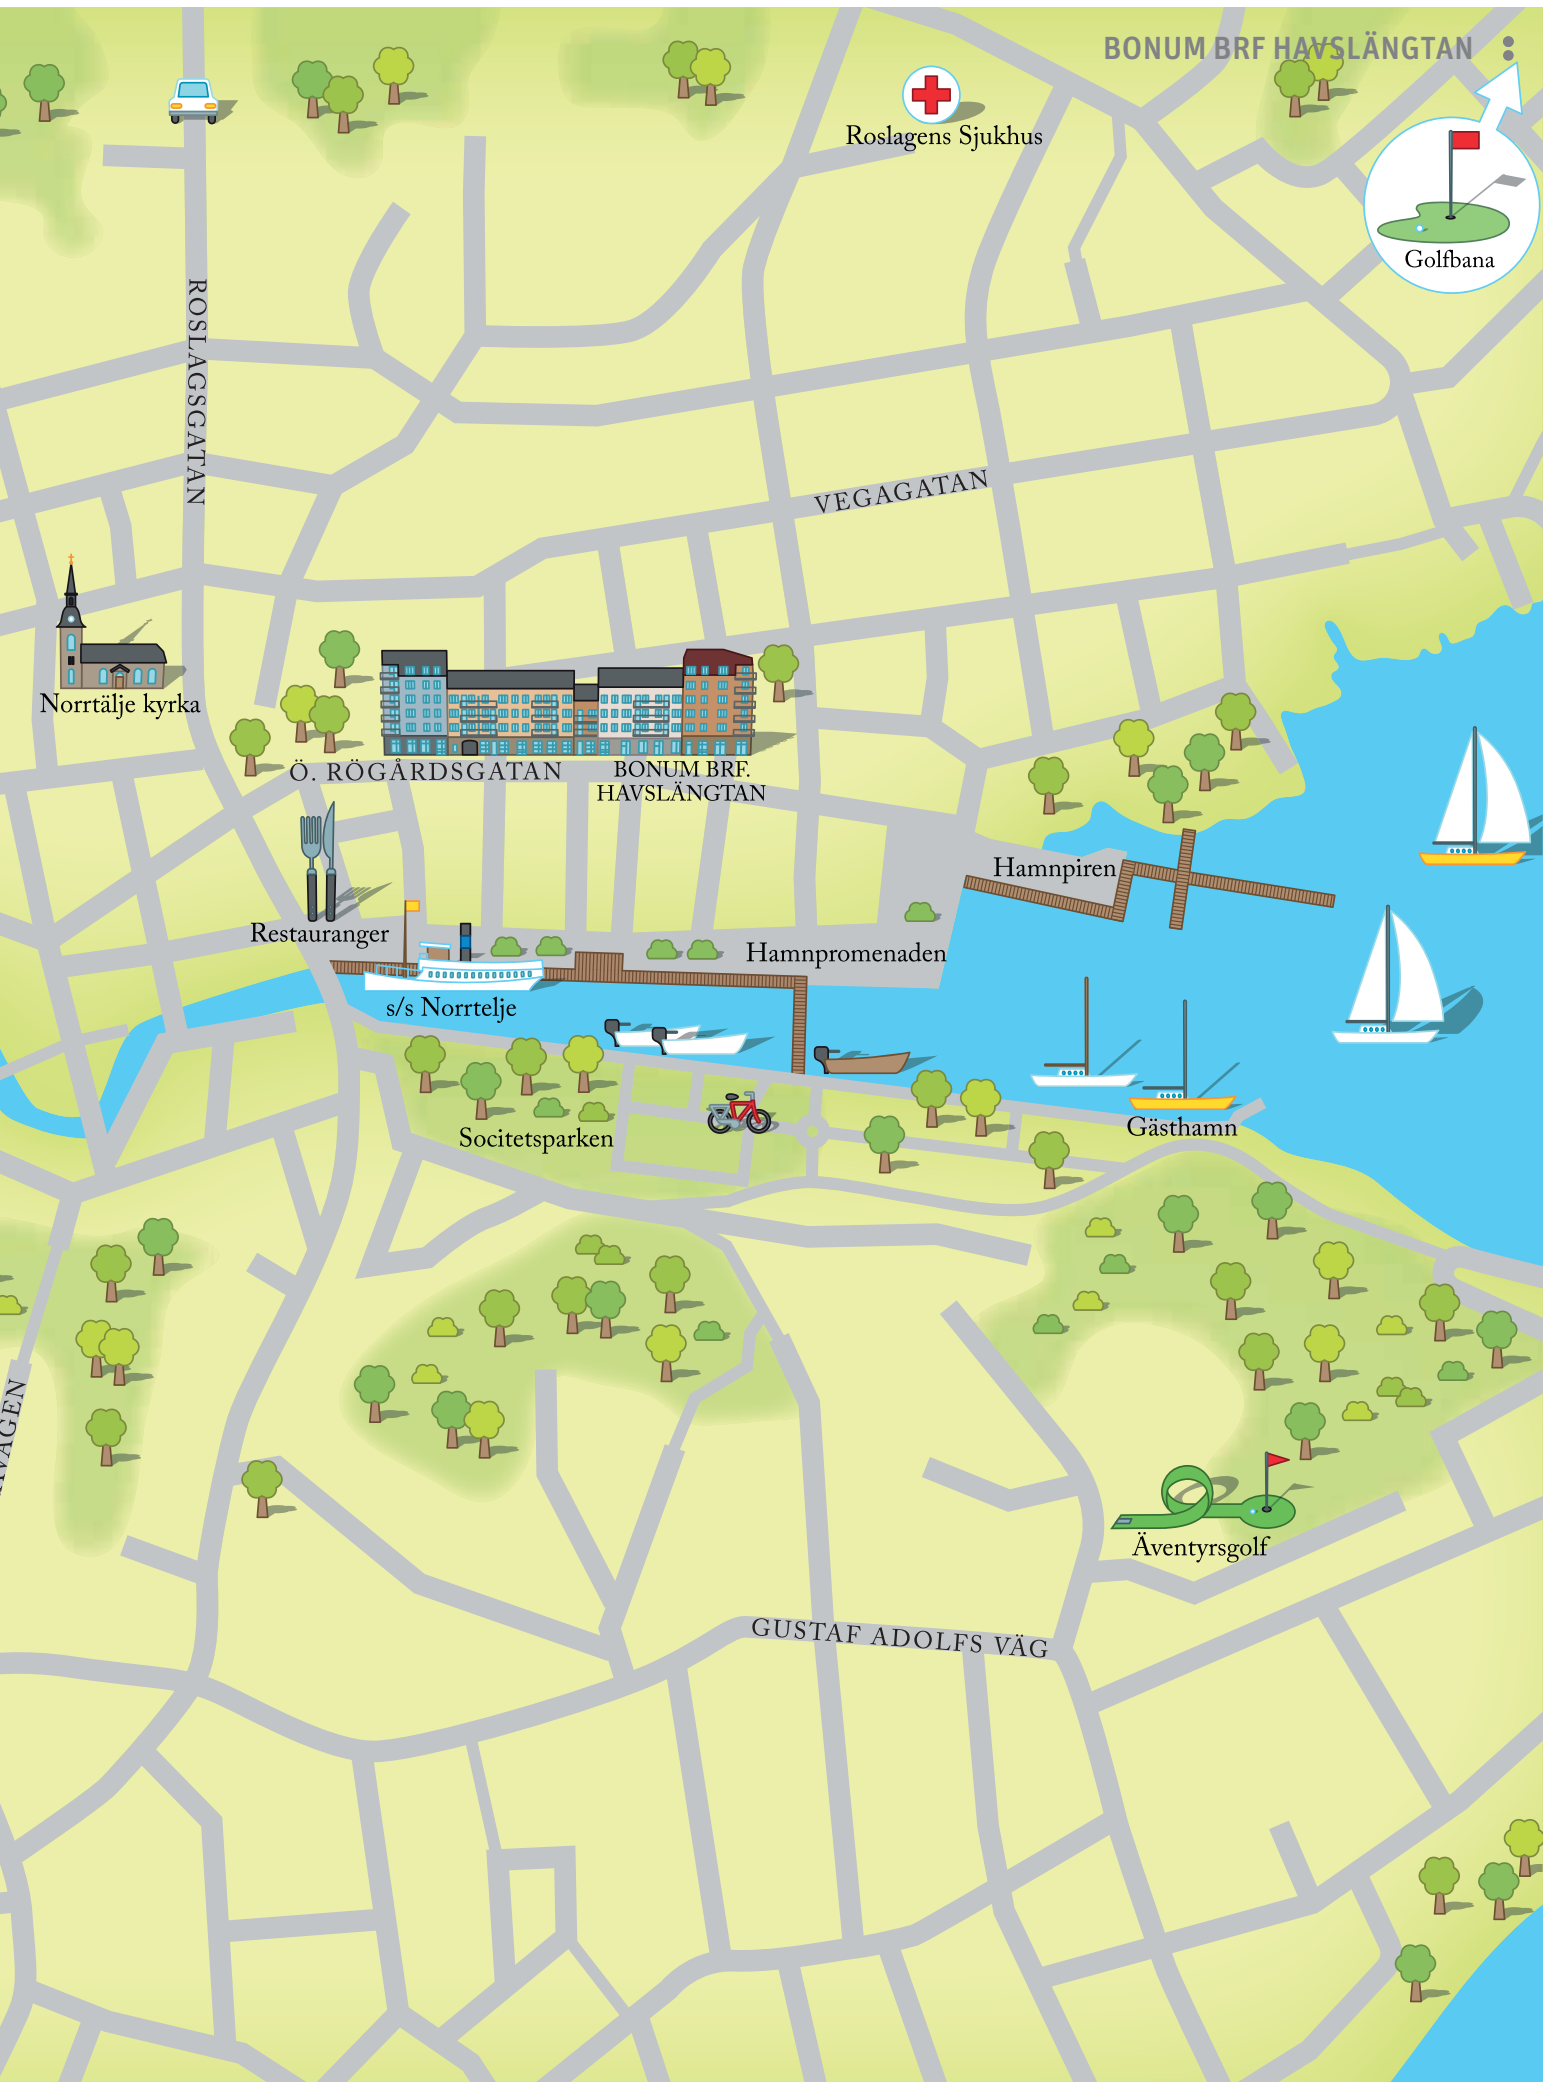 BONUM BRF HAVSLÄNGTAN
Roslagens Sjukhus
Golfbana
ROSLAGSGATAN
VEGAGATAN
Norrtälje kyrka
Ö. RÖGÅRDSGATAN
BONUM BRF.
HAVSLÄNGTAN
Hamnpiren
Restauranger
Hamnpromenaden
s/s Norrtelje
Gästhamn
Socitetsparken
Äventyrsgolf
GUSTAF ADOLFS VÄG